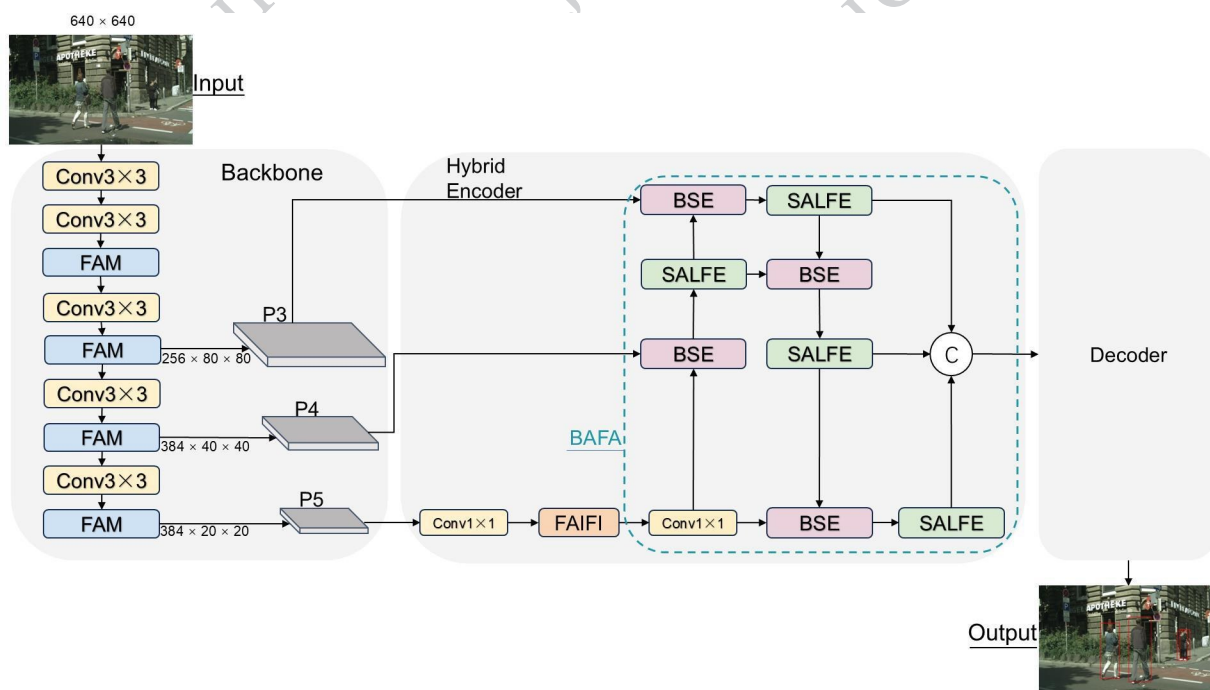 640 × 640
APOTHEKE
Input
Backbone
Conv3×3
Conv3×3
FAM
Conv3×3
FAM
Conv3×3
FAM
Conv3×3
FAM
P3
256 × 80 × 80
P4
384 × 40 × 40
P5
384 × 20 × 20
Hybrid
Encoder
BSE
SALFE
SALFE
BSE
BSE
SALFE
C
BAFA
Conv1×1
FAIFI
Conv1×1
BSE
SALFE
Decoder
Output
APOTHEKE